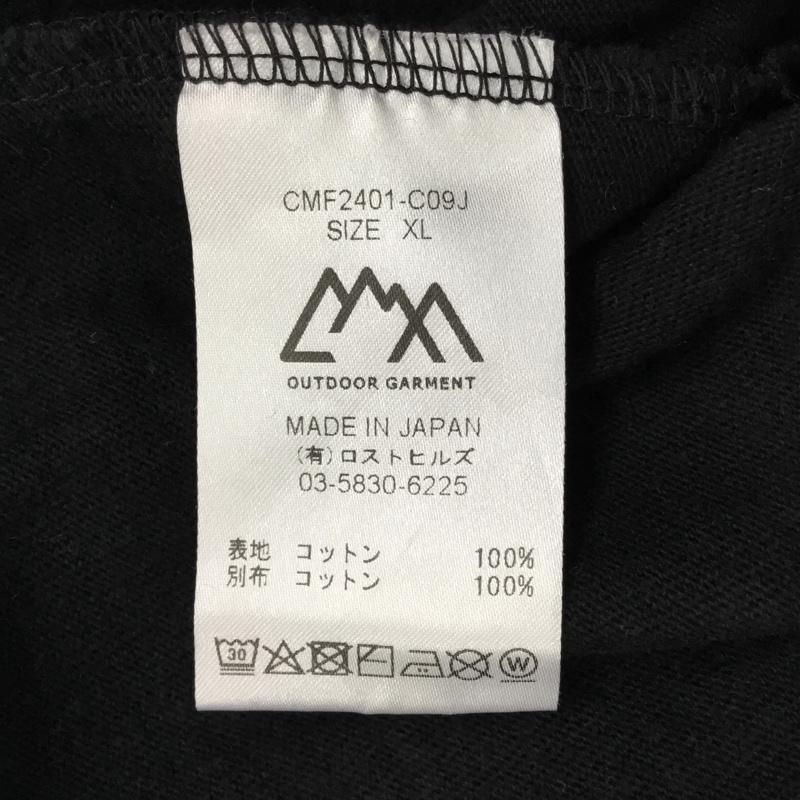 CMF2401-C09J
SIZE XL
OUTDOOR GARMENT
MADE IN JAPAN
(有)ロストヒルズ
03-5830-6225
表地 コットン 100%
別布 コットン 100%
30 W